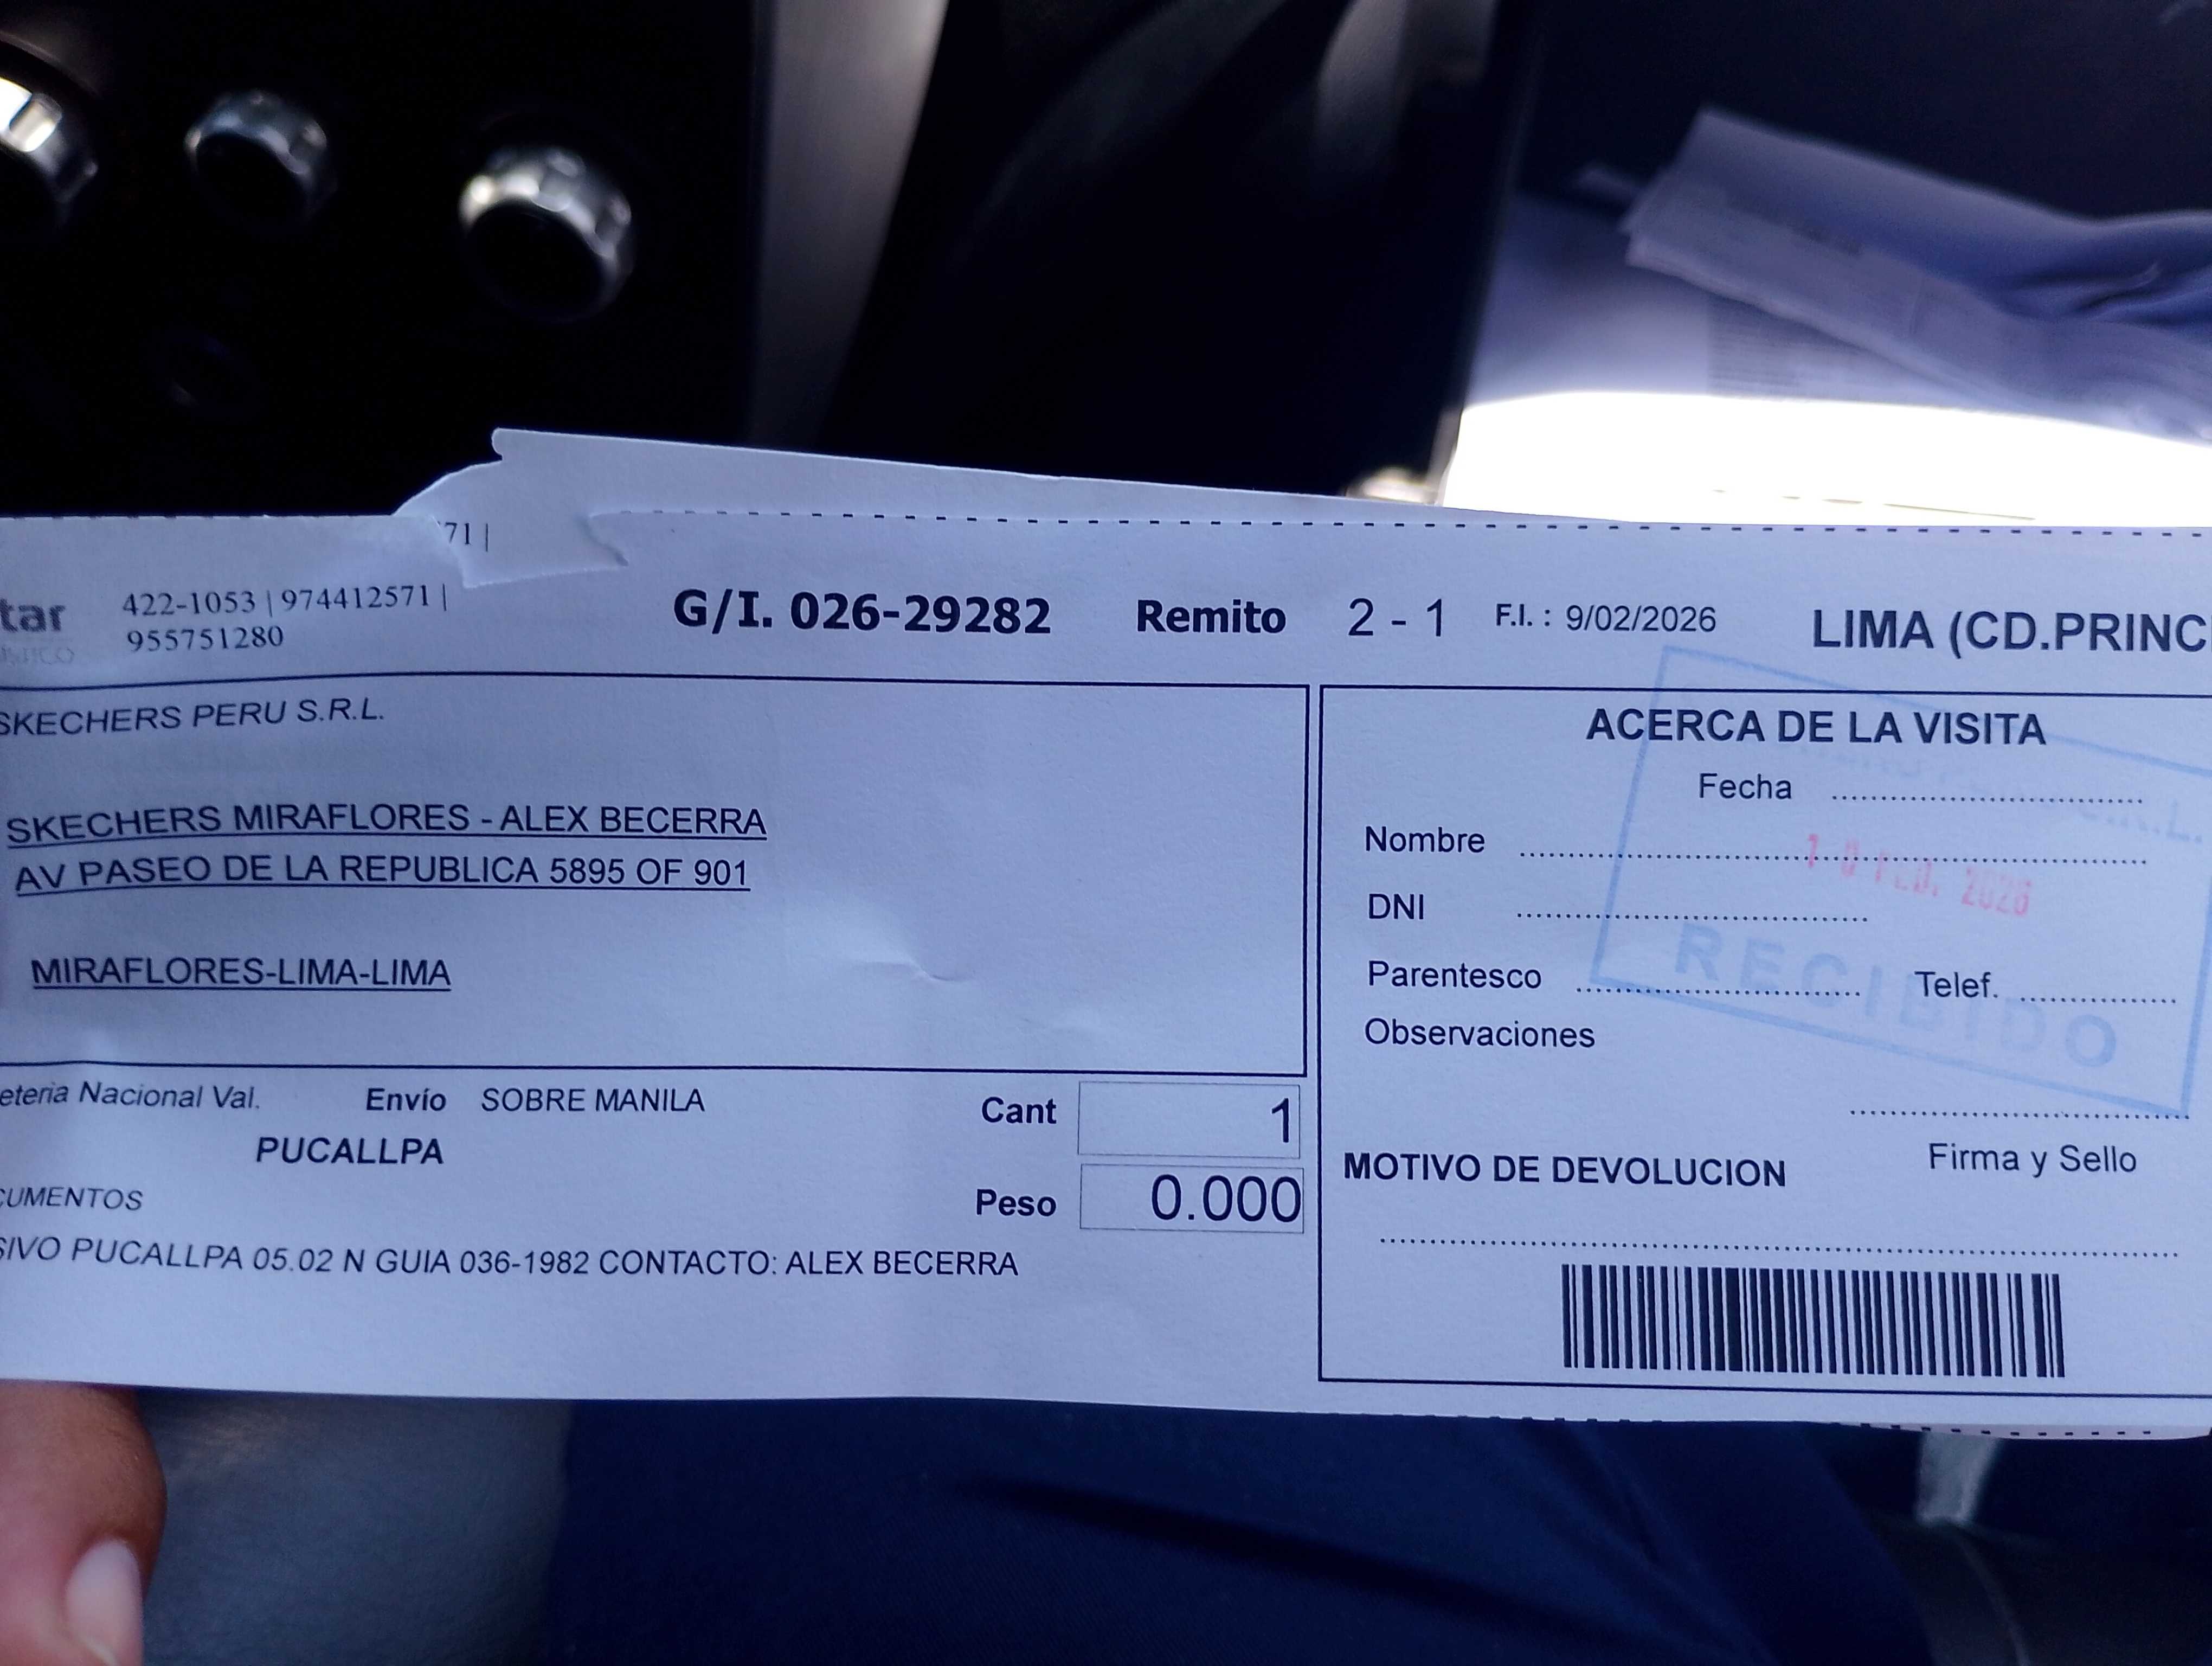 71 |
tar 422-1053 | 974412571 |
955751280
G/I. 026-29282 Remito 2 - 1 F.I. : 9/02/2026 LIMA (CD.PRINC
SKECHERS PERU S.R.L.
SKECHERS MIRAFLORES - ALEX BECERRA
AV PASEO DE LA REPUBLICA 5895 OF 901
MIRAFLORES-LIMA-LIMA
eteria Nacional Val. Envío SOBRE MANILA
PUCALLPA
Cant 1
CUMENTOS
Peso 0.000
SIVO PUCALLPA 05.02 N GUIA 036-1982 CONTACTO: ALEX BECERRA
ACERCA DE LA VISITA
Fecha
Nombre
DNI
Parentesco Telef.
Observaciones
Firma y Sello
MOTIVO DE DEVOLUCION
FEB. 2026
RECIBIDO